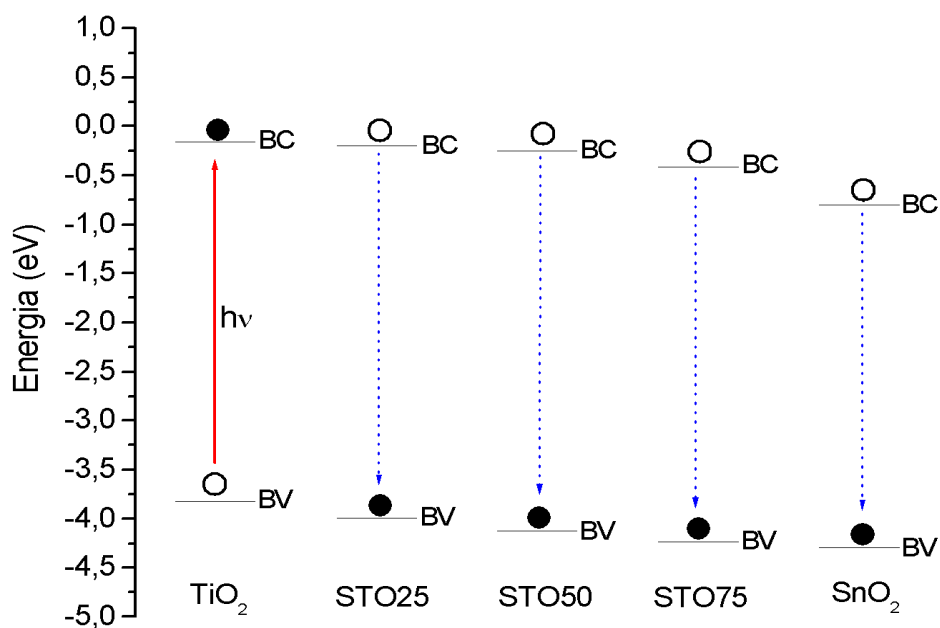 Energia (eV)
1,0
0,5
0,0
-0,5
-1,0
-1,5
-2,0
-2,5
-3,0
-3,5
-4,0
-4,5
-5,0
BC
BC
BC
BC
BC
hν
BV
BV
BV
BV
BV
TiO₂
STO25
STO50
STO75
SnO₂